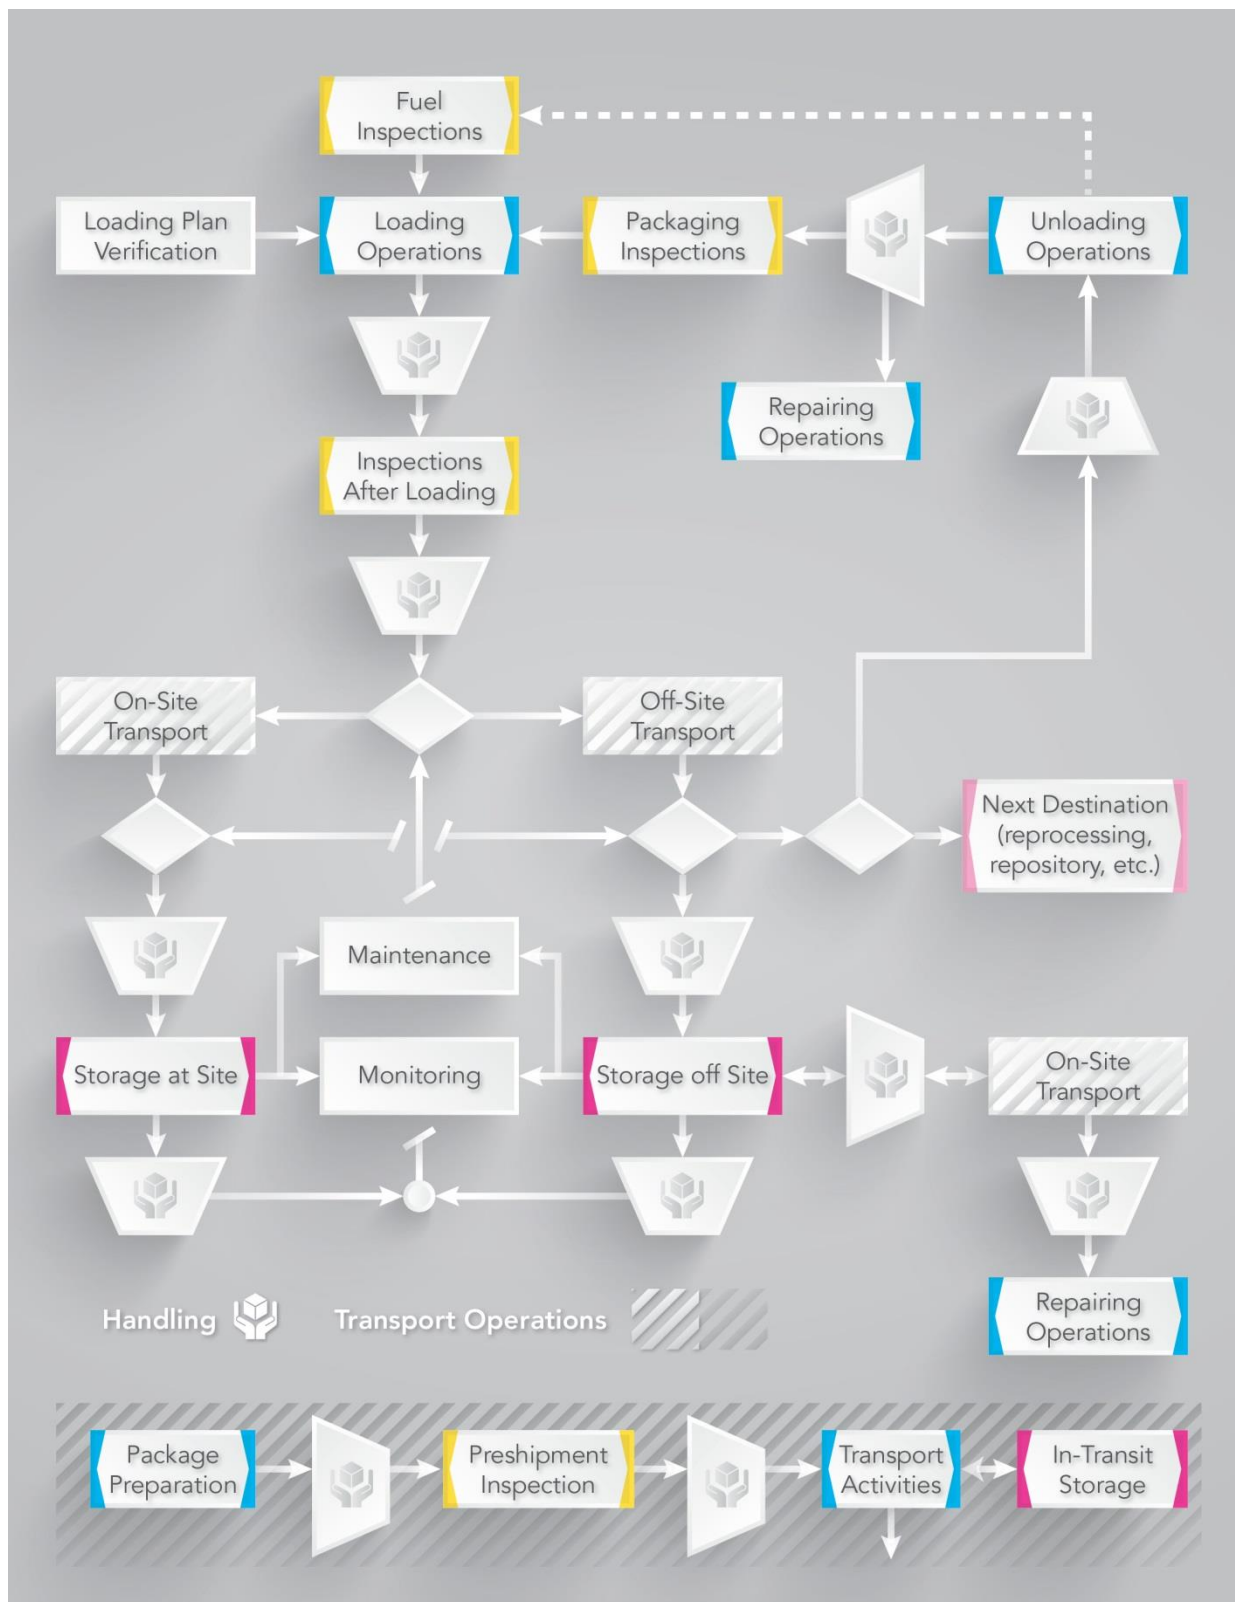 Fuel
Inspections
Loading Plan
Verification
Loading
Operations
Packaging
Inspections
Unloading
Operations
Repairing
Operations
Inspections
After Loading
On-Site
Transport
Off-Site
Transport
Next Destination
(reprocessing,
repository, etc.)
Maintenance
Storage at Site
Monitoring
Storage off Site
On-Site
Transport
Handling
Transport Operations
Repairing
Operations
Package
Preparation
Preshipment
Inspection
Transport
Activities
In-Transit
Storage